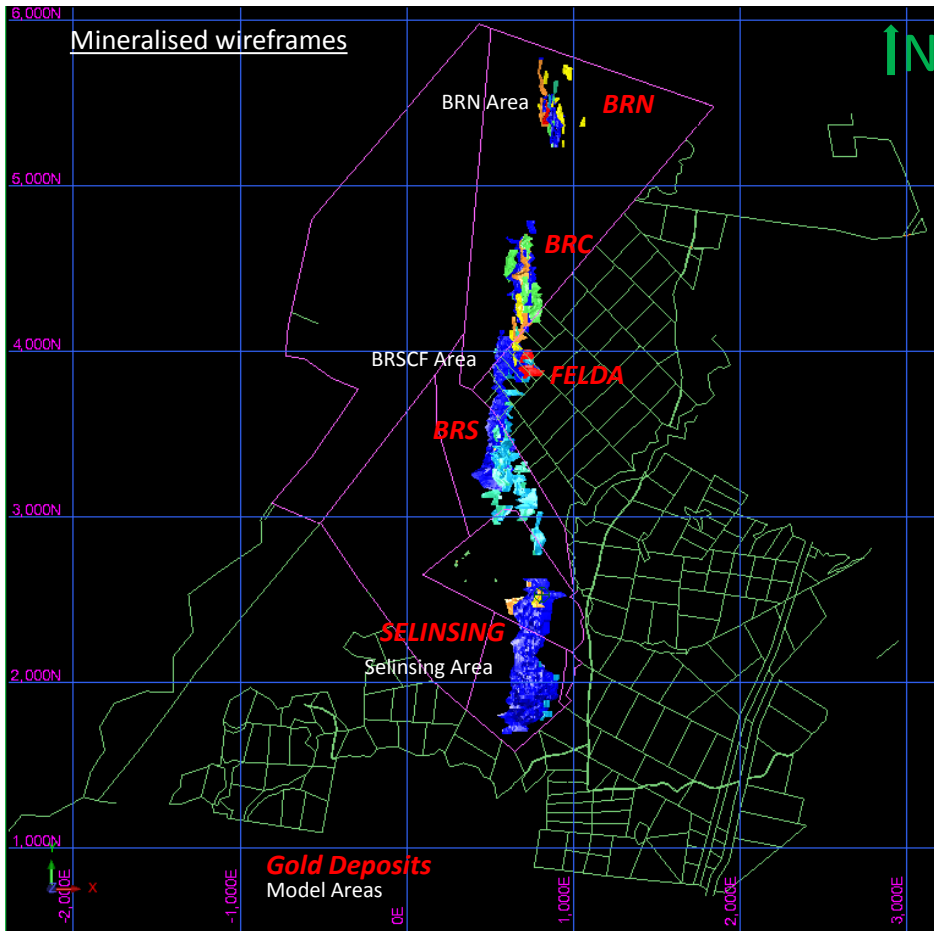 6,000N
Mineralised wireframes
N
BRN Area
BRN
5,000N
BRC
4,000N
BRSCF Area
FELDA
BRS
3,000N
SELINSING
Selinsing Area
2,000N
1,000N
Gold Deposits
Model Areas
X
-2,000E
-1,000E
0E
1,000E
2,000E
3,000E